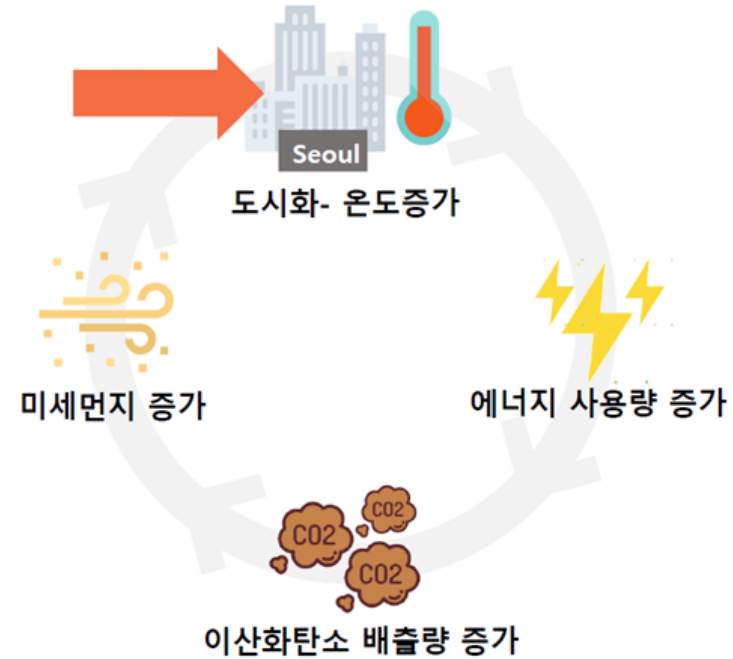 Seoul
도시화- 온도증가
미세먼지 증가
에너지 사용량 증가
CO2
CO2
CO2
이산화탄소 배출량 증가